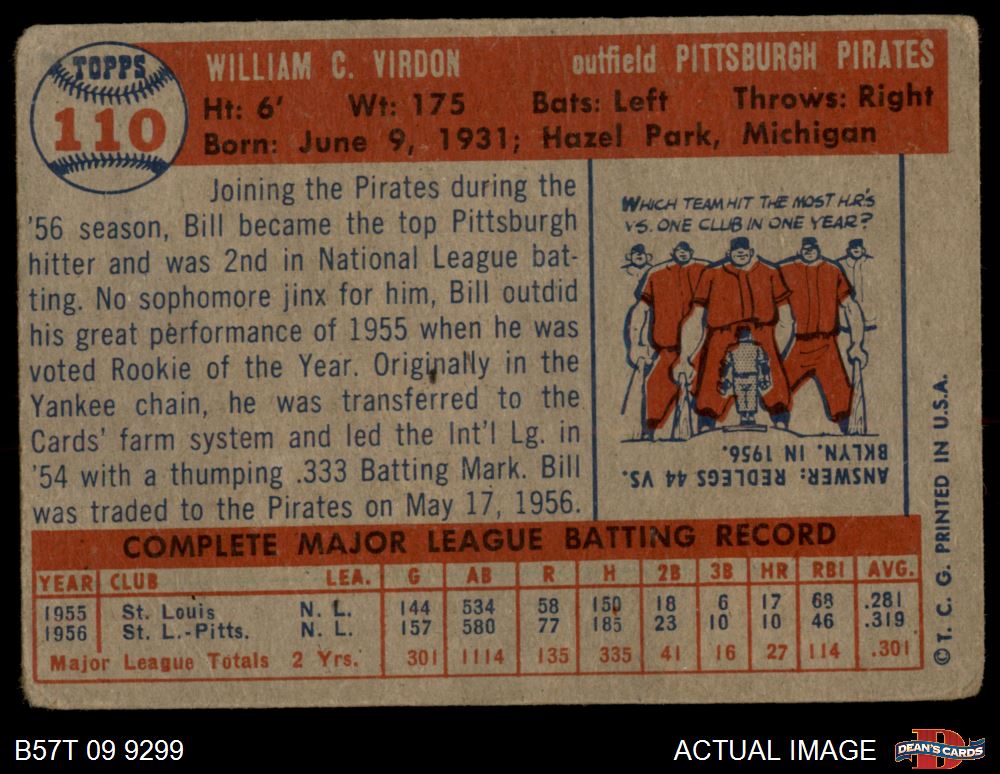 TOPPS
110
WILLIAM C. VIRDON outfield PITTSBURGH PIRATES
Ht: 6' Wt: 175 Bats: Left Throws: Right
Born: June 9, 1931; Hazel Park, Michigan
Joining the Pirates during the
'56 season, Bill became the top Pittsburgh
hitter and was 2nd in National League bat-
ting. No sophomore jinx for him, Bill outdid
his great performance of 1955 when he was
voted Rookie of the Year. Originally in the
Yankee chain, he was transferred to the
Cards' farm system and led the Int'l Lg. in
'54 with a thumping .333 Batting Mark. Bill
was traded to the Pirates on May 17, 1956.
WHICH TEAM HIT THE MOST H.R'S
VS. ONE CLUB IN ONE YEAR?
ANSWER: REDLEGS 44 VS.
BKLYN. IN 1956.
COMPLETE MAJOR LEAGUE BATTING RECORD
YEAR CLUB LEA. G AB R H 2B 3B HR RBI AVG.
1955 St. Louis N. L. 144 534 58 150 18 6 17 68 .281
1956 St. L.-Pitts. N. L. 157 580 77 185 23 10 10 46 .319
Major League Totals 2 Yrs. 301 1114 135 335 41 16 27 114 .301
© T. C. G. PRINTED IN U.S.A.
B57T 09 9299
ACTUAL IMAGE
D
DEAN'S CARDS